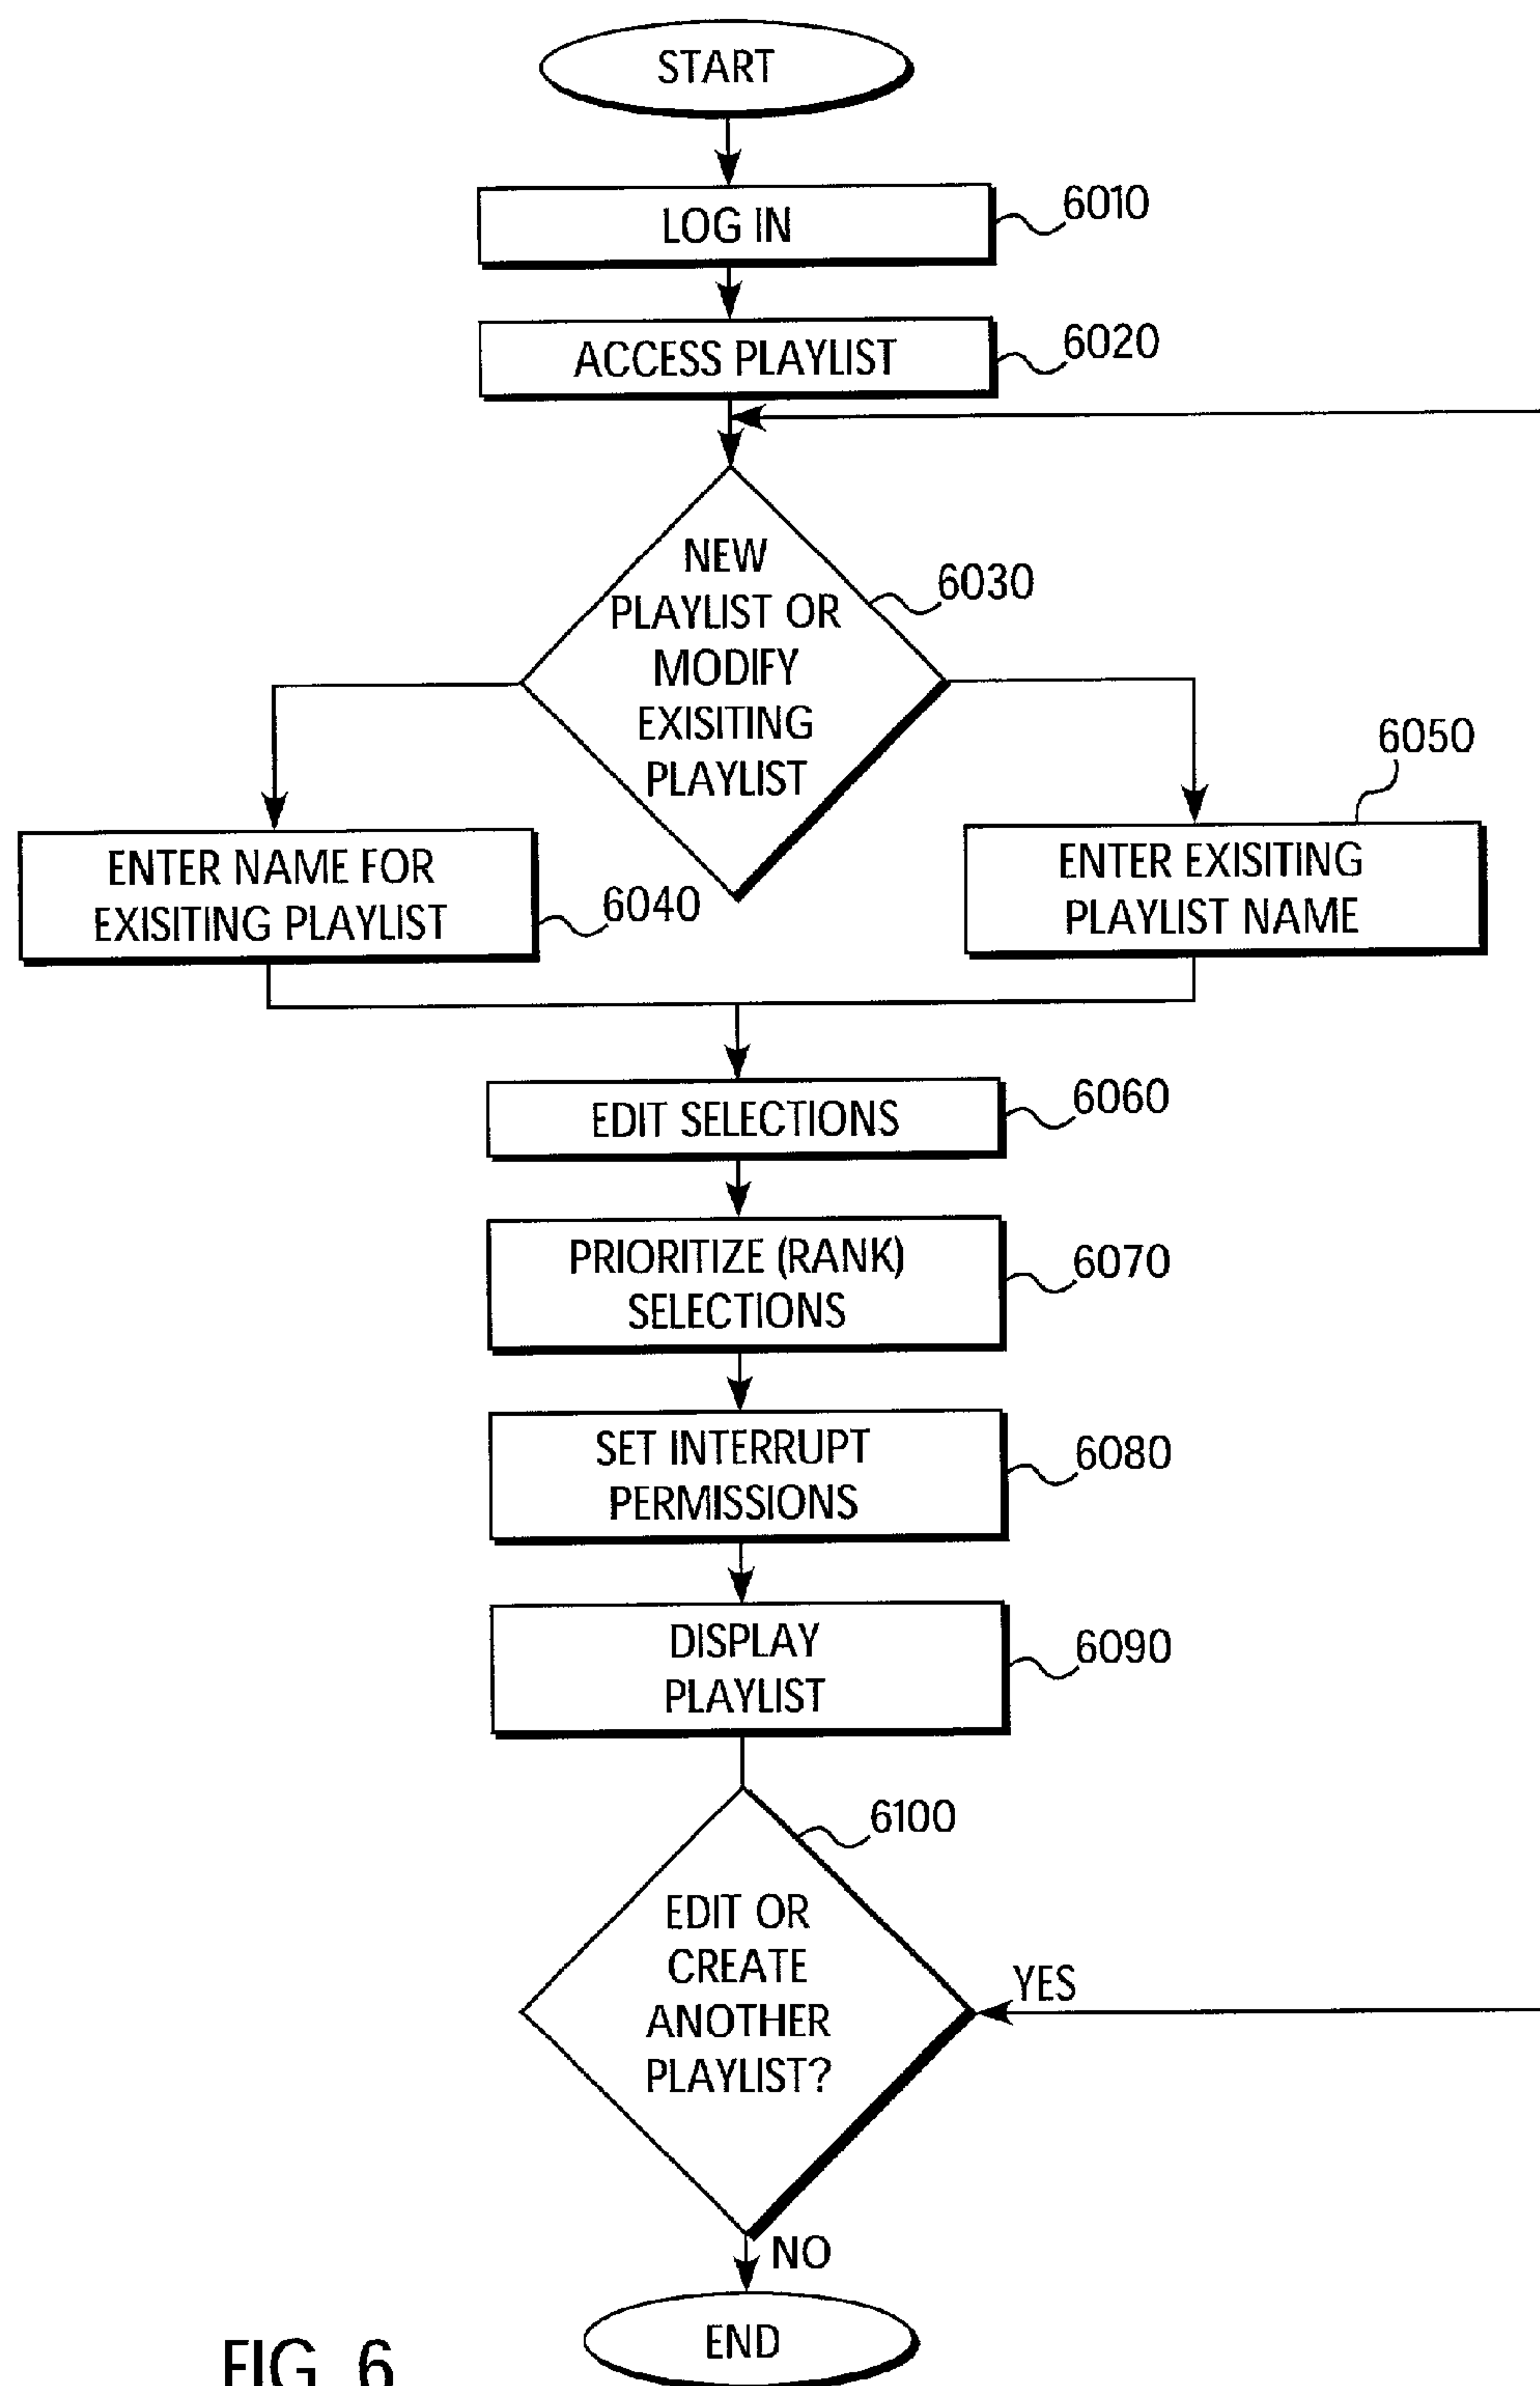 START
LOG IN
6010
ACCESS PLAYLIST
6020
NEW
PLAYLIST OR
MODIFY
EXISITING
PLAYLIST
6030
ENTER NAME FOR
EXISITING PLAYLIST
6040
6050
ENTER EXISITING
PLAYLIST NAME
EDIT SELECTIONS
6060
PRIORITIZE (RANK)
SELECTIONS
6070
SET INTERRUPT
PERMISSIONS
6080
DISPLAY
PLAYLIST
6090
6100
EDIT OR
CREATE
ANOTHER
PLAYLIST?
YES
NO
END
FIG. 6